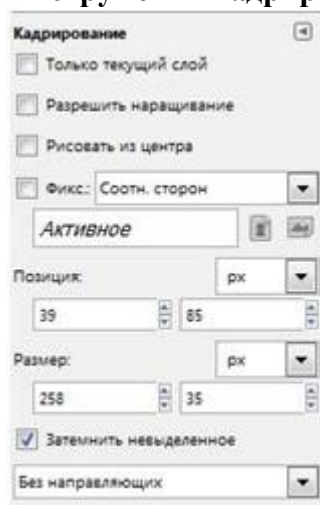 Кадрирование
Только текущий слой
Разрешить наращивание
Рисовать из центра
Фикс.: Соотн. сторон
Активное
Позиция: px
39 85
Размер: px
258 35
Затемнить невыделенное
Без направляющих